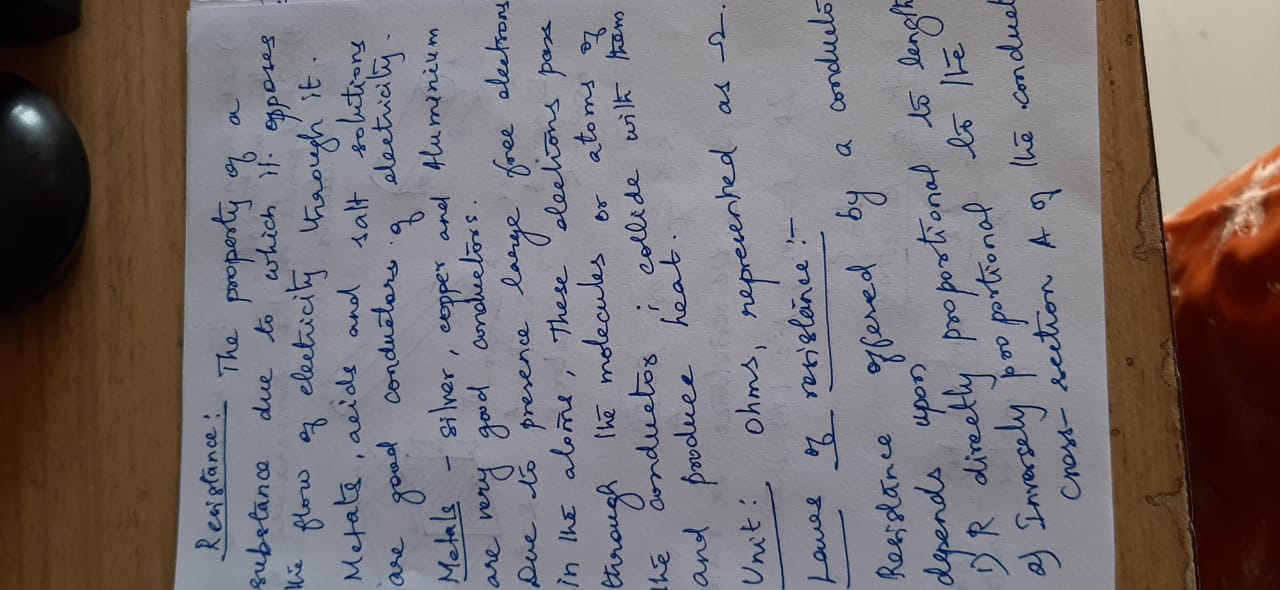 Resistance: The property of a
substance due to which it opposes
the flow of electricity through it.
Metals, acids and salt solutions
are good conductors of electricity.
Metals - silver, copper and Aluminium
are very good conductors.
Due to presence large free electrons
in the atoms, These electrons pass
through the molecules or atoms of
the conductor, collide with them
and produce heat.
Unit: Ohms, represented as Ω.
Lawes of resistance:-
Resistance offered by a conducto
depends upon
1) R directly proportional to length
2) Inversely proportional to the
cross-section A of the conduct